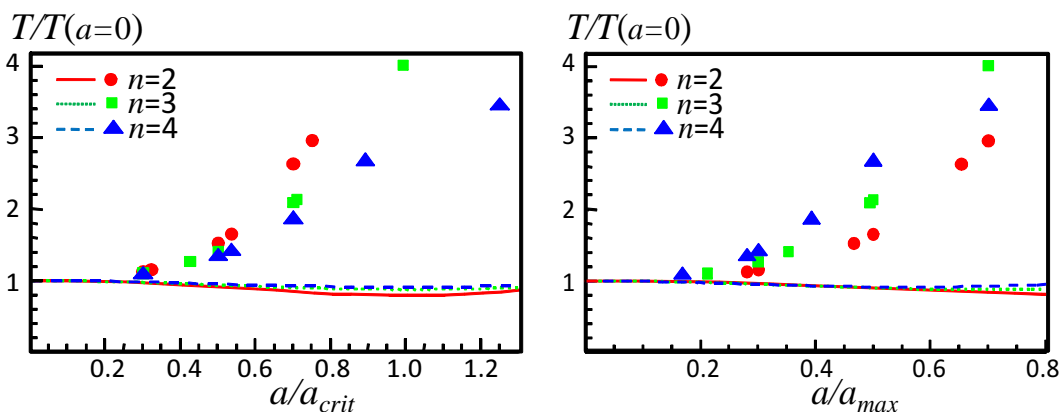 T/T(a=0)
4
3
2
1
n=2
n=3
n=4
0.2 0.4 0.6 0.8 1.0 1.2
a/a_crit
T/T(a=0)
4
3
2
1
n=2
n=3
n=4
0.2 0.4 0.6 0.8
a/a_max